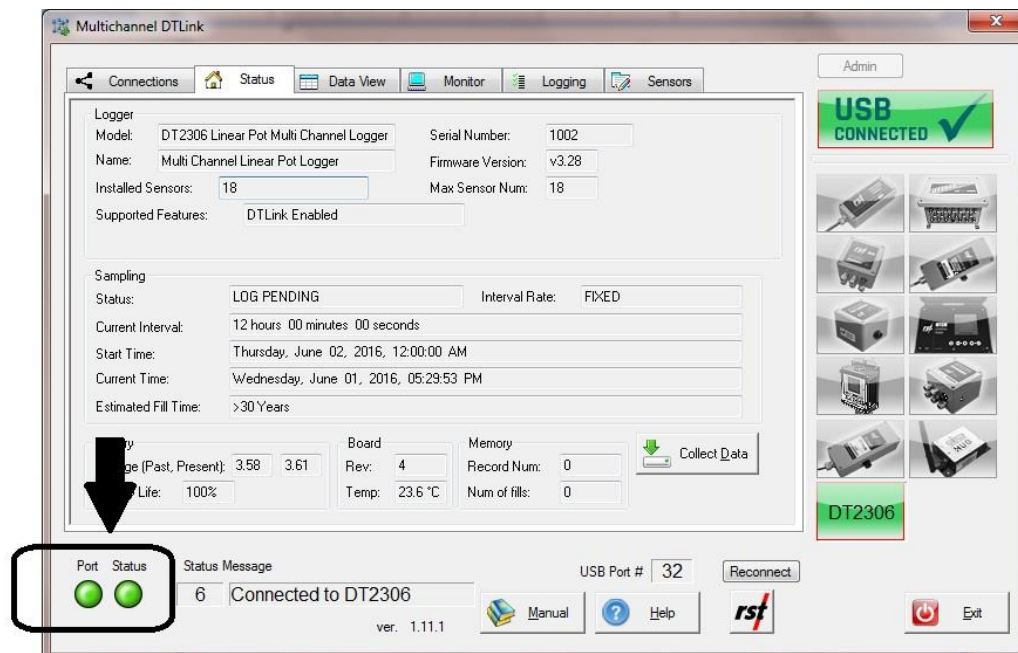 Multichannel DTLink
Connections Status Data View Monitor Logging Sensors
Admin
USB
CONNECTED
Logger
Model: DT2306 Linear Pot Multi Channel Logger Serial Number: 1002
Name: Multi Channel Linear Pot Logger Firmware Version: v3.28
Installed Sensors: 18 Max Sensor Num: 18
Supported Features: DTLink Enabled
Sampling
Status: LOG PENDING Interval Rate: FIXED
Current Interval: 12 hours 00 minutes 00 seconds
Start Time: Thursday, June 02, 2016, 12:00:00 AM
Current Time: Wednesday, June 01, 2016, 05:29:53 PM
Estimated Fill Time: >30 Years
Board Memory
(Past, Present): 3.58 3.61 Rev: 4 Record Num: 0 Collect Data
Life: 100% Temp: 23.6 °C Num of fills: 0
DT2306
Port Status Status Message USB Port # 32 Reconnect
6 Connected to DT2306
ver. 1.11.1 Manual Help rst Exit